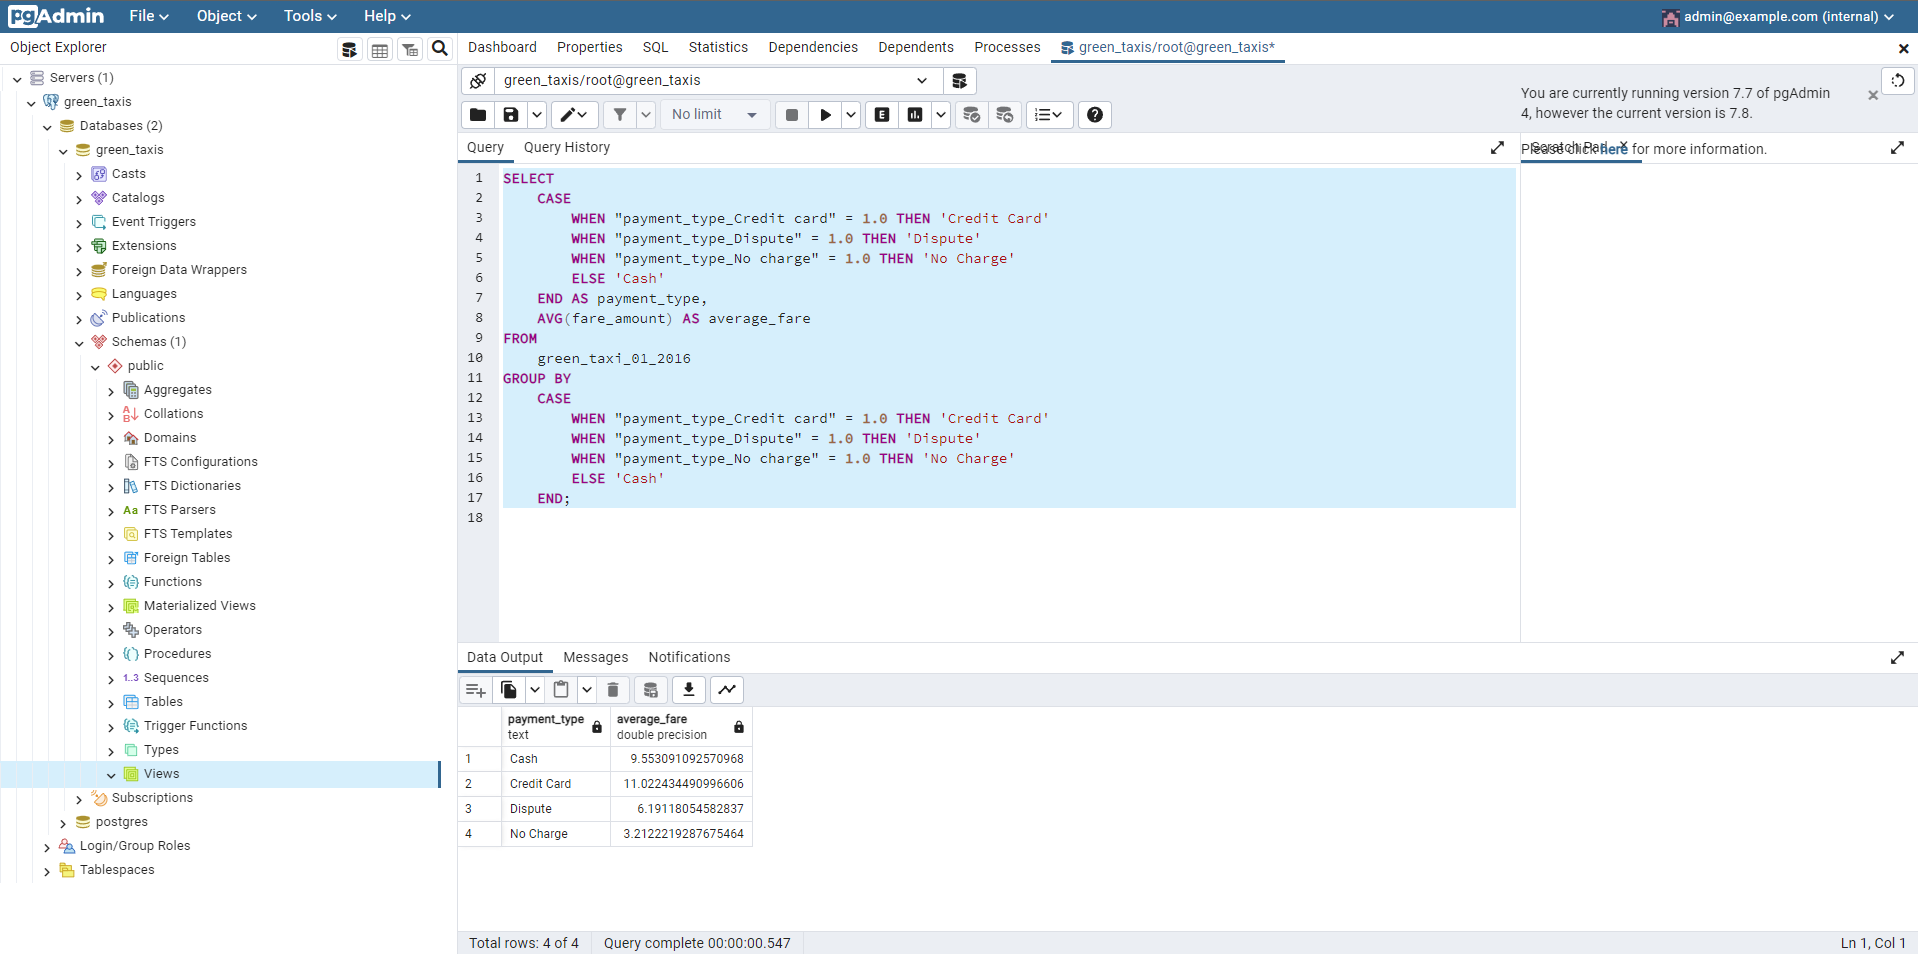 pgAdmin File Object Tools Help admin@example.com (internal)
Object Explorer
Dashboard Properties SQL Statistics Dependencies Dependents Processes green_taxis/root@green_taxis*
Servers (1)
green_taxis
Databases (2)
green_taxis
Casts
Catalogs
Event Triggers
Extensions
Foreign Data Wrappers
Languages
Publications
Schemas (1)
public
Aggregates
Collations
Domains
FTS Configurations
FTS Dictionaries
Aa FTS Parsers
FTS Templates
Foreign Tables
Functions
Materialized Views
Operators
Procedures
1..3 Sequences
Tables
Trigger Functions
Types
Views
Subscriptions
postgres
Login/Group Roles
Tablespaces
green_taxis/root@green_taxis
No limit
E
You are currently running version 7.7 of pgAdmin
4, however the current version is 7.8.
Please click here for more information.
Query Query History
Scratch Pad
1 SELECT
2 CASE
3 WHEN "payment_type_Credit card" = 1.0 THEN 'Credit Card'
4 WHEN "payment_type_Dispute" = 1.0 THEN 'Dispute'
5 WHEN "payment_type_No charge" = 1.0 THEN 'No Charge'
6 ELSE 'Cash'
7 END AS payment_type,
8 AVG(fare_amount) AS average_fare
9 FROM
10 green_taxi_01_2016
11 GROUP BY
12 CASE
13 WHEN "payment_type_Credit card" = 1.0 THEN 'Credit Card'
14 WHEN "payment_type_Dispute" = 1.0 THEN 'Dispute'
15 WHEN "payment_type_No charge" = 1.0 THEN 'No Charge'
16 ELSE 'Cash'
17 END;
18
Data Output Messages Notifications
payment_type average_fare
text double precision
1 Cash 9.553091092570968
2 Credit Card 11.022434490996606
3 Dispute 6.19118054582837
4 No Charge 3.2122219287675464
Total rows: 4 of 4 Query complete 00:00:00.547 Ln 1, Col 1